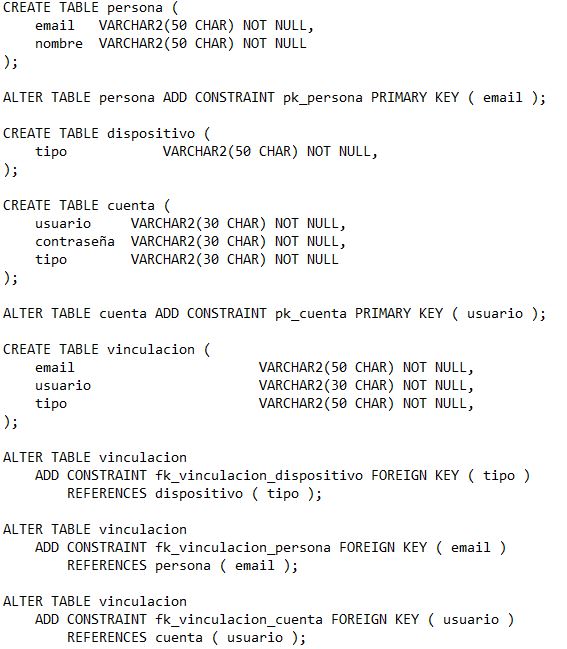 CREATE TABLE persona (
    email   VARCHAR2(50 CHAR) NOT NULL,
    nombre  VARCHAR2(50 CHAR) NOT NULL
);

ALTER TABLE persona ADD CONSTRAINT pk_persona PRIMARY KEY ( email );

CREATE TABLE dispositivo (
    tipo            VARCHAR2(50 CHAR) NOT NULL,
);

CREATE TABLE cuenta (
    usuario     VARCHAR2(30 CHAR) NOT NULL,
    contraseña  VARCHAR2(30 CHAR) NOT NULL,
    tipo        VARCHAR2(30 CHAR) NOT NULL
);

ALTER TABLE cuenta ADD CONSTRAINT pk_cuenta PRIMARY KEY ( usuario );

CREATE TABLE vinculacion (
    email                       VARCHAR2(50 CHAR) NOT NULL,
    usuario                     VARCHAR2(30 CHAR) NOT NULL,
    tipo                        VARCHAR2(50 CHAR) NOT NULL,
);

ALTER TABLE vinculacion
    ADD CONSTRAINT fk_vinculacion_dispositivo FOREIGN KEY ( tipo )
        REFERENCES dispositivo ( tipo );

ALTER TABLE vinculacion
    ADD CONSTRAINT fk_vinculacion_persona FOREIGN KEY ( email )
        REFERENCES persona ( email );

ALTER TABLE vinculacion
    ADD CONSTRAINT fk_vinculacion_cuenta FOREIGN KEY ( usuario )
        REFERENCES cuenta ( usuario );